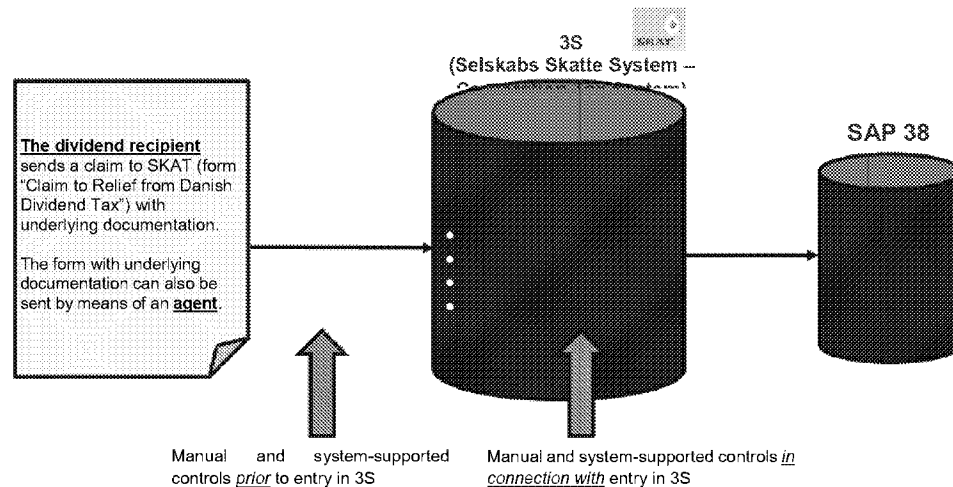 3S
SKAT
(Selskabs Skatte System –
The dividend recipient
sends a claim to SKAT (form
“Claim to Relief from Danish
Dividend Tax”) with
underlying documentation.
The form with underlying
documentation can also be
sent by means of an agent.
SAP 38
Manual and system-supported
controls prior to entry in 3S
Manual and system-supported controls in
connection with entry in 3S